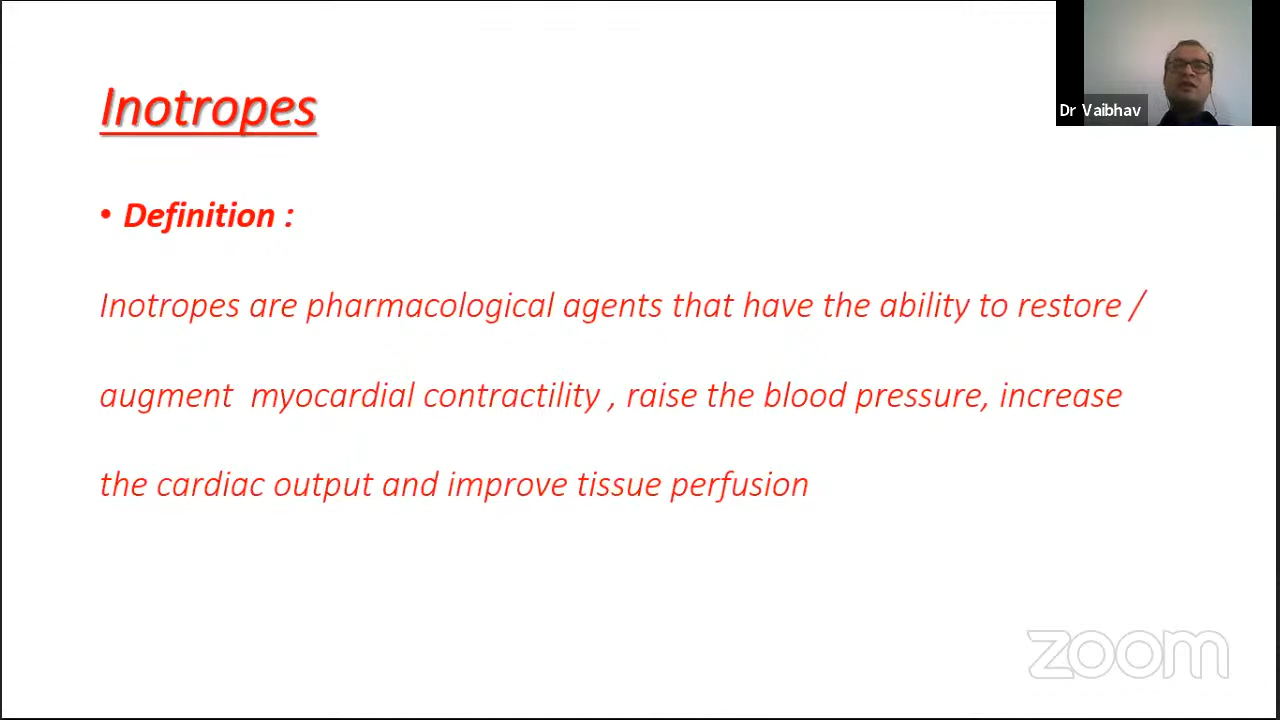 Inotropes
Dr Vaibhav
• Definition :
Inotropes are pharmacological agents that have the ability to restore /
augment myocardial contractility , raise the blood pressure, increase
the cardiac output and improve tissue perfusion
zoom